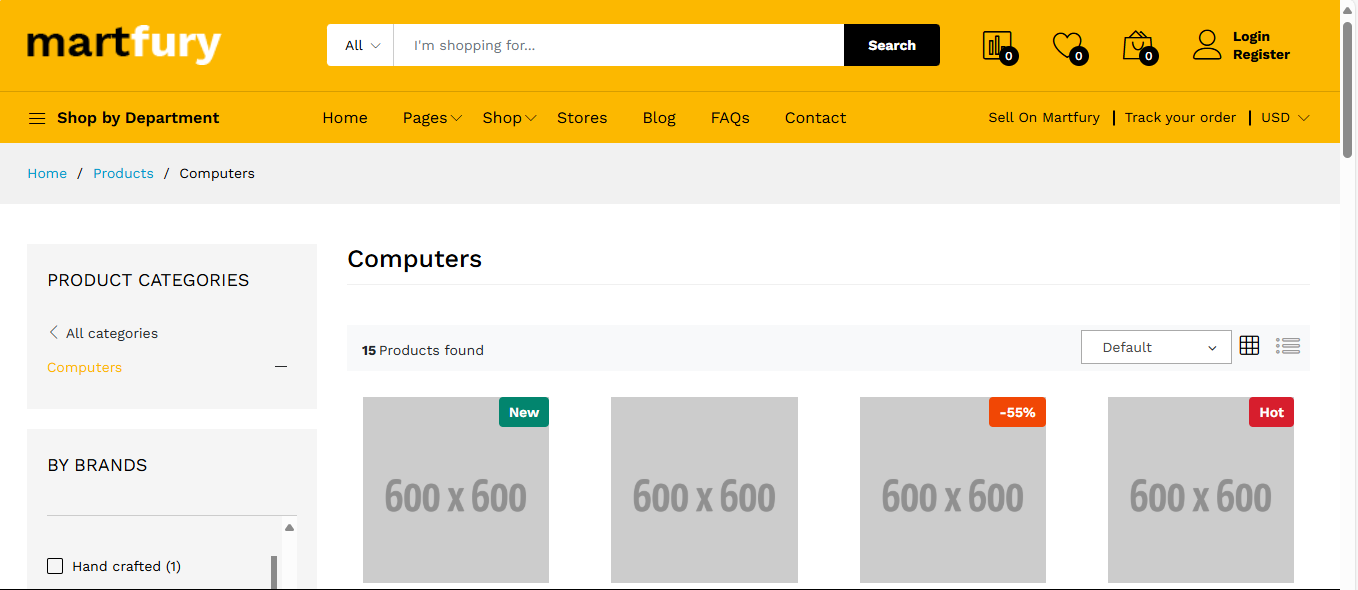 martfury
All
I'm shopping for...
Search
0
0
0
Login
Register
Shop by Department
Home
Pages
Shop
Stores
Blog
FAQs
Contact
Sell On Martfury
Track your order
USD
Home / Products / Computers
PRODUCT CATEGORIES
All categories
Computers
BY BRANDS
Hand crafted (1)
Computers
15 Products found
Default
New
600 x 600
600 x 600
-55%
600 x 600
Hot
600 x 600